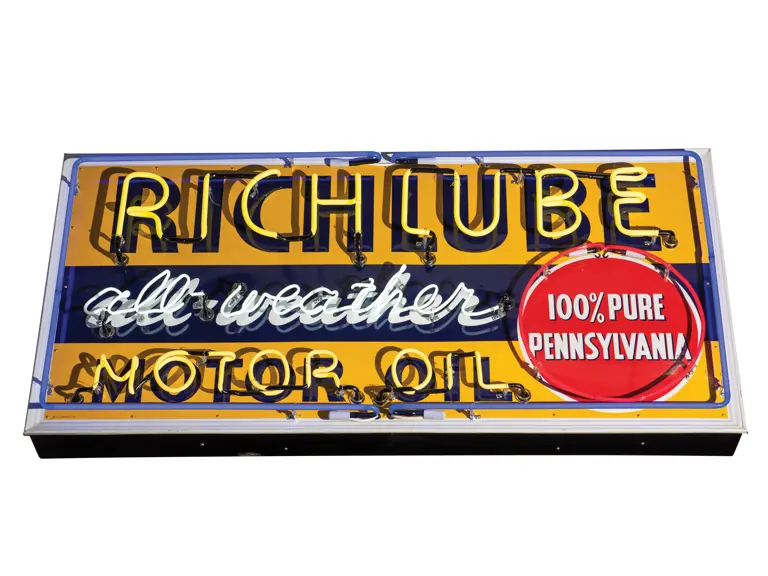 RICHLUBE
all-weather
MOTOR OIL
100% PURE
PENNSYLVANIA